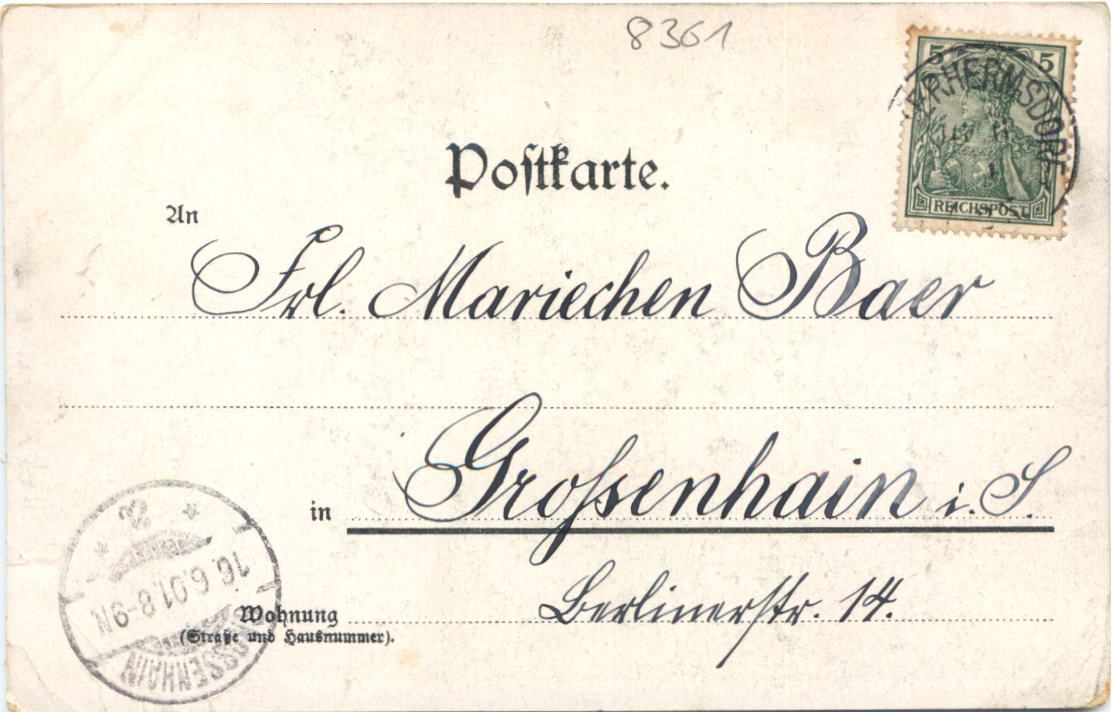 8361
5 5
REICHSPOST
ERHERMSDORF
Postkarte.
An
Frl. Mariechen Baer
in Grossenhain i. S.
Berlinerstr. 14.
Wohnung
(Straße und Hausnummer).
16.6.01.8-9N.